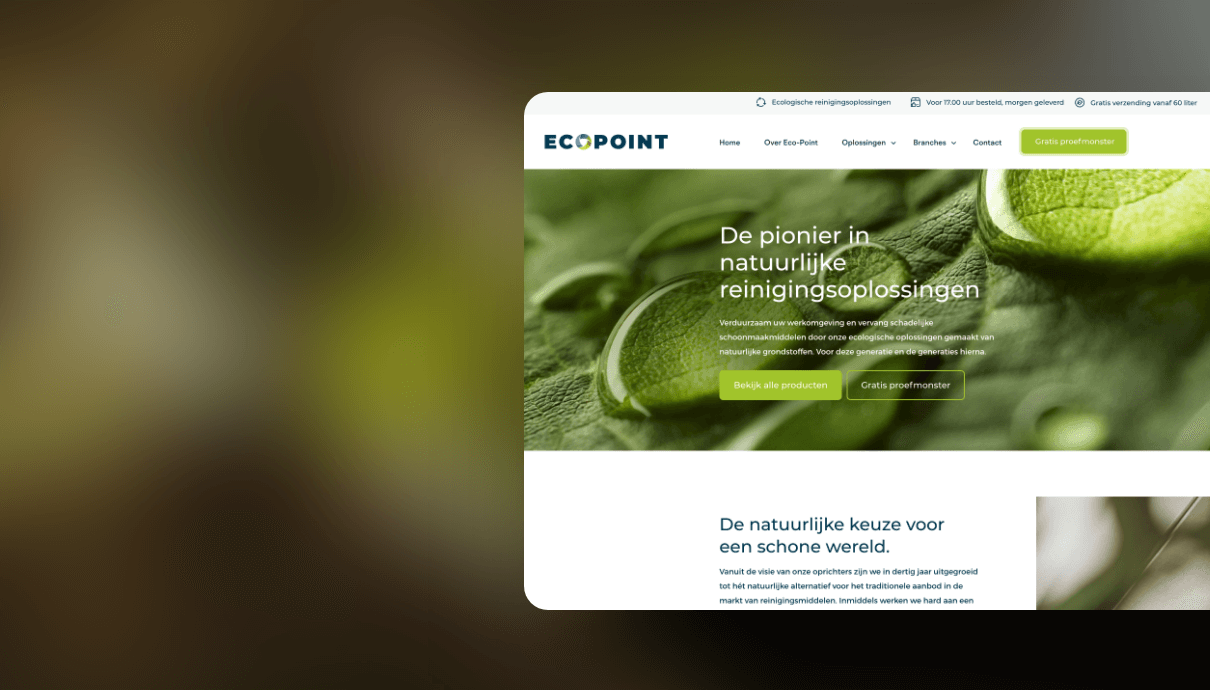 Ecologische reinigingsoplossingen
Voor 17.00 uur besteld, morgen geleverd
Gratis verzending vanaf 60 liter
ECOPOINT
Home
Over Eco-Point
Oplossingen
Branches
Contact
Gratis proefmonster
De pionier in
natuurlijke
reinigingsoplossingen
Verduurzaam uw werkomgeving en vervang schadelijke
schoonmaakmiddelen door onze ecologische oplossingen gemaakt van
natuurlijke grondstoffen. Voor deze generatie en de generaties hierna.
Bekijk alle producten
Gratis proefmonster
De natuurlijke keuze voor
een schone wereld.
Vanuit de visie van onze oprichters zijn we in dertig jaar uitgegroeid
tot hét natuurlijke alternatief voor het traditionele aanbod in de
markt van reinigingsmiddelen. Inmiddels werken we hard aan een